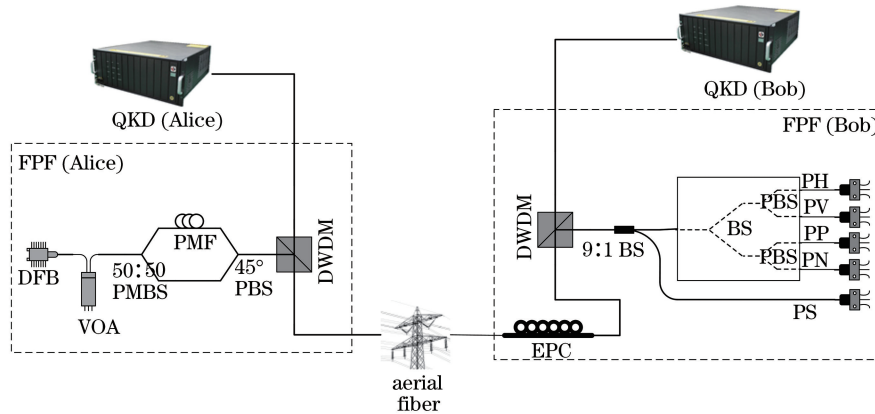 QKD (Alice)
FPF (Alice)
DFB
VOA
50:50
PMBS
PMF
45°
PBS
DWDM
aerial
fiber
QKD (Bob)
FPF (Bob)
DWDM
9:1 BS
BS
PBS
PBS
PH
PV
PP
PN
PS
EPC